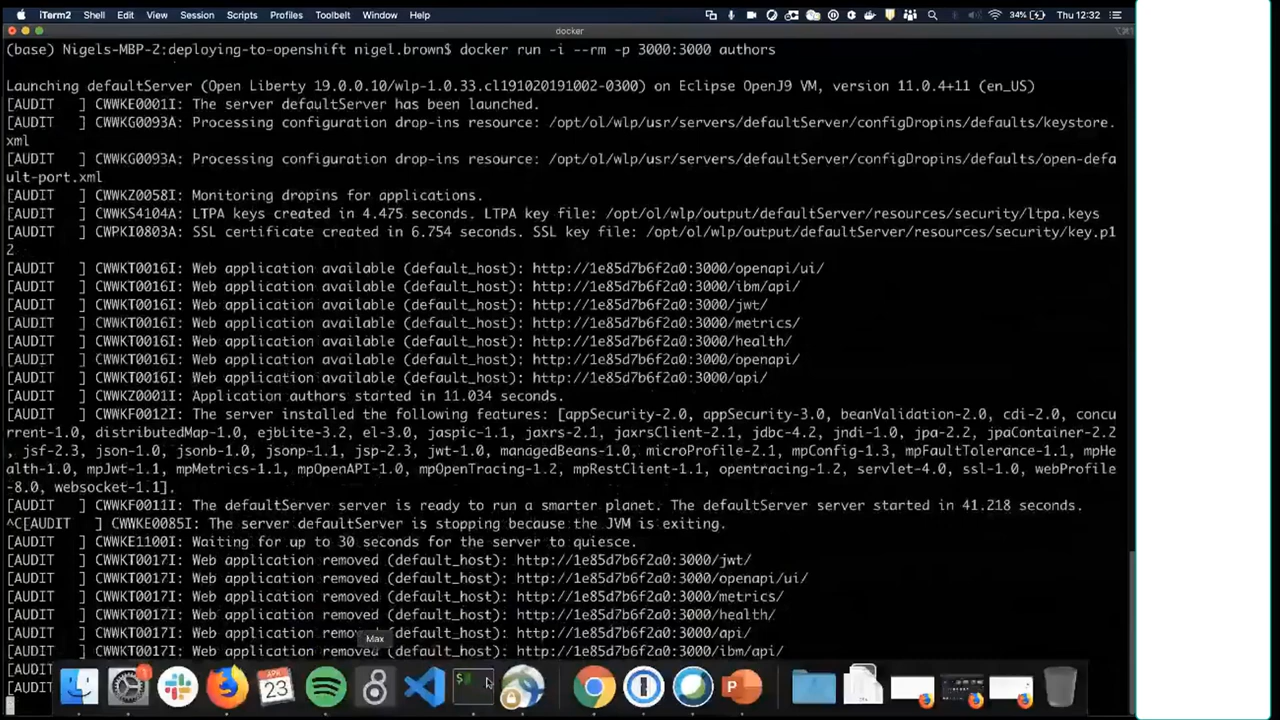 iTerm2 Shell Edit View Session Scripts Profiles Toolbelt Window Help 34% Thu 12:32
docker
(base) Nigels-MBP-2:deploying-to-openshift nigel.brown$ docker run -i --rm -p 3000:3000 authors
Launching defaultServer (Open Liberty 19.0.0.10/wlp-1.0.33.cl191020191002-0300) on Eclipse OpenJ9 VM, version 11.0.4+11 (en_US)
[AUDIT   ] CWWKE0001I: The server defaultServer has been launched.
[AUDIT   ] CWWKG0093A: Processing configuration drop-ins resource: /opt/ol/wlp/usr/servers/defaultServer/configDropins/defaults/keystore.
xml
[AUDIT   ] CWWKG0093A: Processing configuration drop-ins resource: /opt/ol/wlp/usr/servers/defaultServer/configDropins/defaults/open-defa
ult-port.xml
[AUDIT   ] CWWKZ0058I: Monitoring dropins for applications.
[AUDIT   ] CWWKS4104A: LTPA keys created in 4.475 seconds. LTPA key file: /opt/ol/wlp/output/defaultServer/resources/security/ltpa.keys
[AUDIT   ] CWPKI0803A: SSL certificate created in 6.754 seconds. SSL key file: /opt/ol/wlp/output/defaultServer/resources/security/key.p1
2
[AUDIT   ] CWWKT0016I: Web application available (default_host): http://1e85d7b6f2a0:3000/openapi/ui/
[AUDIT   ] CWWKT0016I: Web application available (default_host): http://1e85d7b6f2a0:3000/ibm/api/
[AUDIT   ] CWWKT0016I: Web application available (default_host): http://1e85d7b6f2a0:3000/jwt/
[AUDIT   ] CWWKT0016I: Web application available (default_host): http://1e85d7b6f2a0:3000/metrics/
[AUDIT   ] CWWKT0016I: Web application available (default_host): http://1e85d7b6f2a0:3000/health/
[AUDIT   ] CWWKT0016I: Web application available (default_host): http://1e85d7b6f2a0:3000/openapi/
[AUDIT   ] CWWKT0016I: Web application available (default_host): http://1e85d7b6f2a0:3000/api/
[AUDIT   ] CWWKZ0001I: Application authors started in 11.034 seconds.
[AUDIT   ] CWWKF0012I: The server installed the following features: [appSecurity-2.0, appSecurity-3.0, beanValidation-2.0, cdi-2.0, concu
rrent-1.0, distributedMap-1.0, ejbLite-3.2, el-3.0, jaspic-1.1, jaxrs-2.1, jaxrsClient-2.1, jdbc-4.2, jndi-1.0, jpa-2.2, jpaContainer-2.2
, jsf-2.3, json-1.0, jsonb-1.0, jsonp-1.1, jsp-2.3, jwt-1.0, managedBeans-1.0, microProfile-2.1, mpConfig-1.3, mpFaultTolerance-1.1, mpHe
alth-1.0, mpJwt-1.1, mpMetrics-1.1, mpOpenAPI-1.0, mpOpenTracing-1.2, mpRestClient-1.1, opentracing-1.2, servlet-4.0, ssl-1.0, webProfile
-8.0, websocket-1.1].
[AUDIT   ] CWWKF0011I: The defaultServer server is ready to run a smarter planet. The defaultServer server started in 41.218 seconds.
^C[AUDIT   ] CWWKE0085I: The server defaultServer is stopping because the JVM is exiting.
[AUDIT   ] CWWKE1100I: Waiting for up to 30 seconds for the server to quiesce.
[AUDIT   ] CWWKT0017I: Web application removed (default_host): http://1e85d7b6f2a0:3000/jwt/
[AUDIT   ] CWWKT0017I: Web application removed (default_host): http://1e85d7b6f2a0:3000/openapi/ui/
[AUDIT   ] CWWKT0017I: Web application removed (default_host): http://1e85d7b6f2a0:3000/metrics/
[AUDIT   ] CWWKT0017I: Web application removed (default_host): http://1e85d7b6f2a0:3000/health/
[AUDIT   ] CWWKT0017I: Web application removed (default_host): http://1e85d7b6f2a0:3000/api/
[AUDIT   ] CWWKT0017I: Web application removed (default_host): http://1e85d7b6f2a0:3000/ibm/api/
Max
[AUDIT
[AUDIT
APR
23